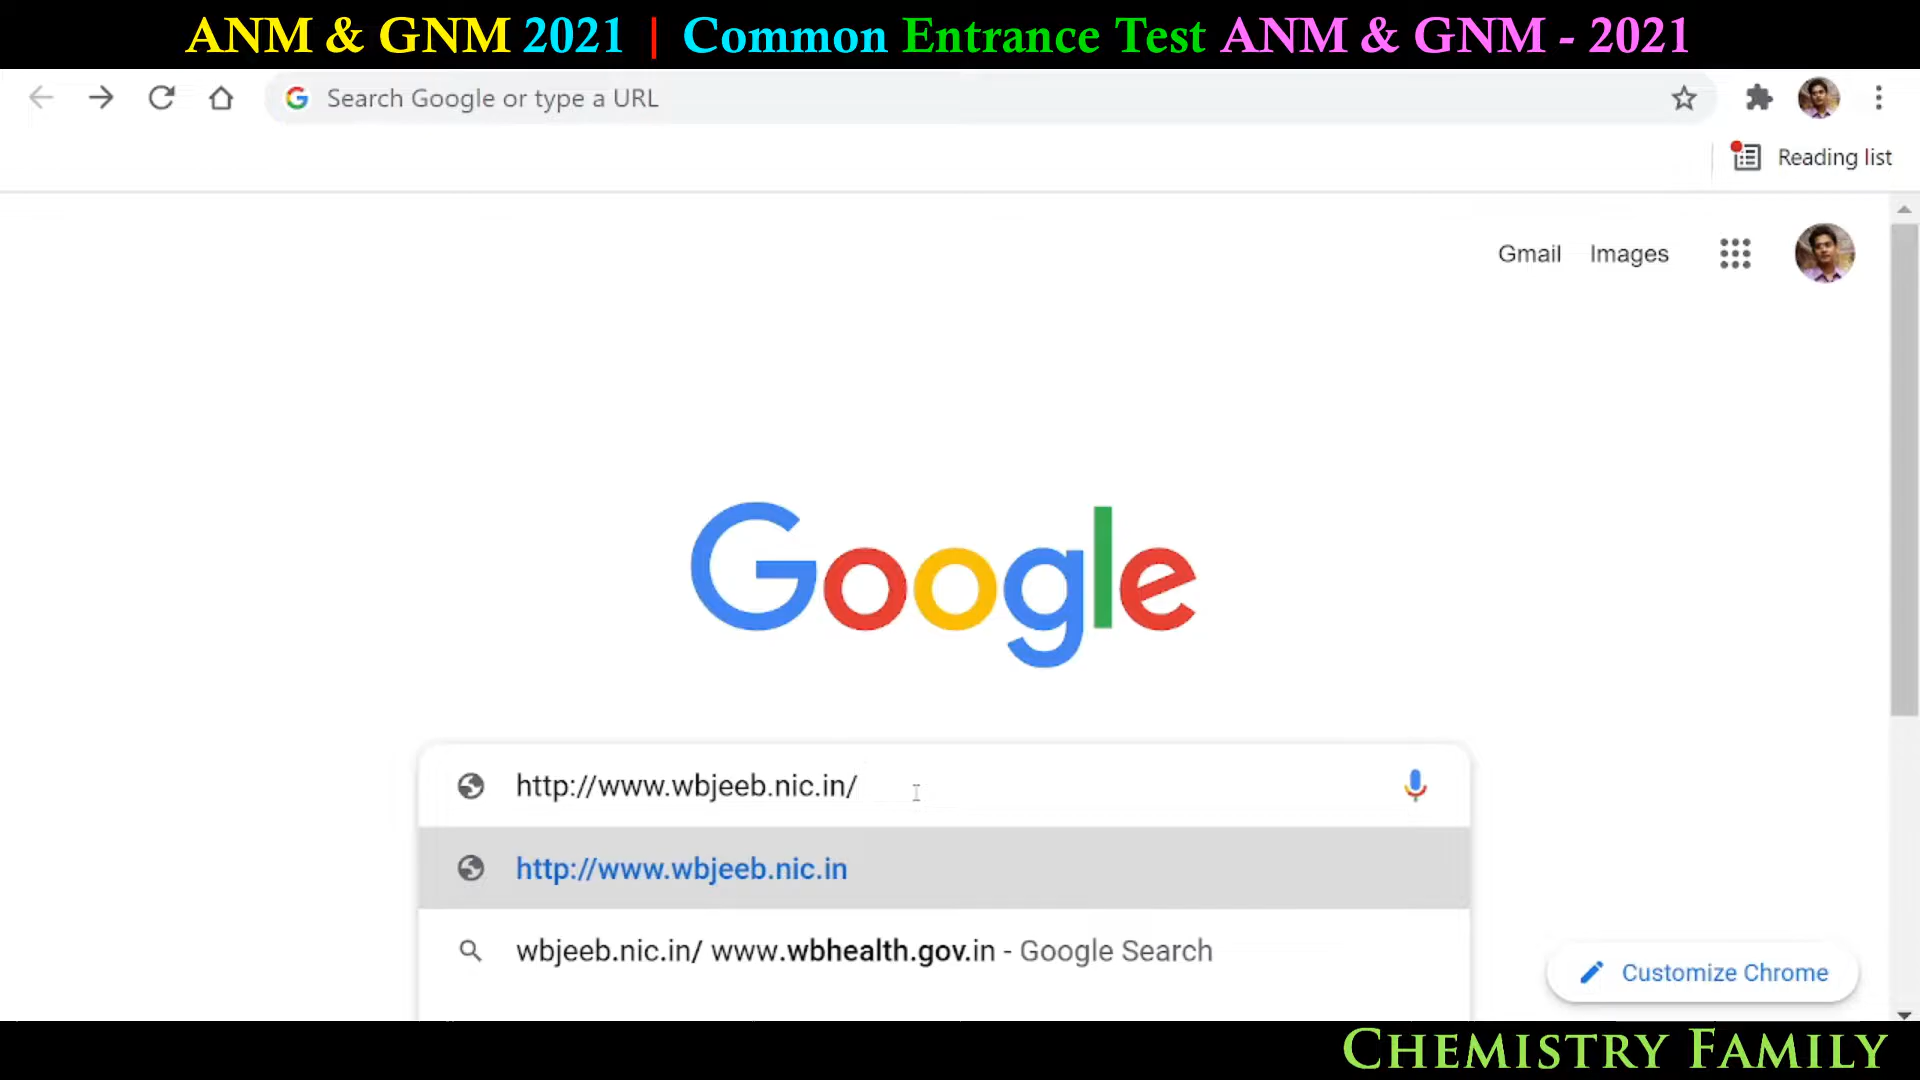 ANM & GNM 2021 | Common Entrance Test ANM & GNM - 2021
Search Google or type a URL
Reading list
Gmail Images
Google
http://www.wbjeeb.nic.in/
http://www.wbjeeb.nic.in
wbjeeb.nic.in/ www.wbhealth.gov.in - Google Search
Customize Chrome
CHEMISTRY FAMILY